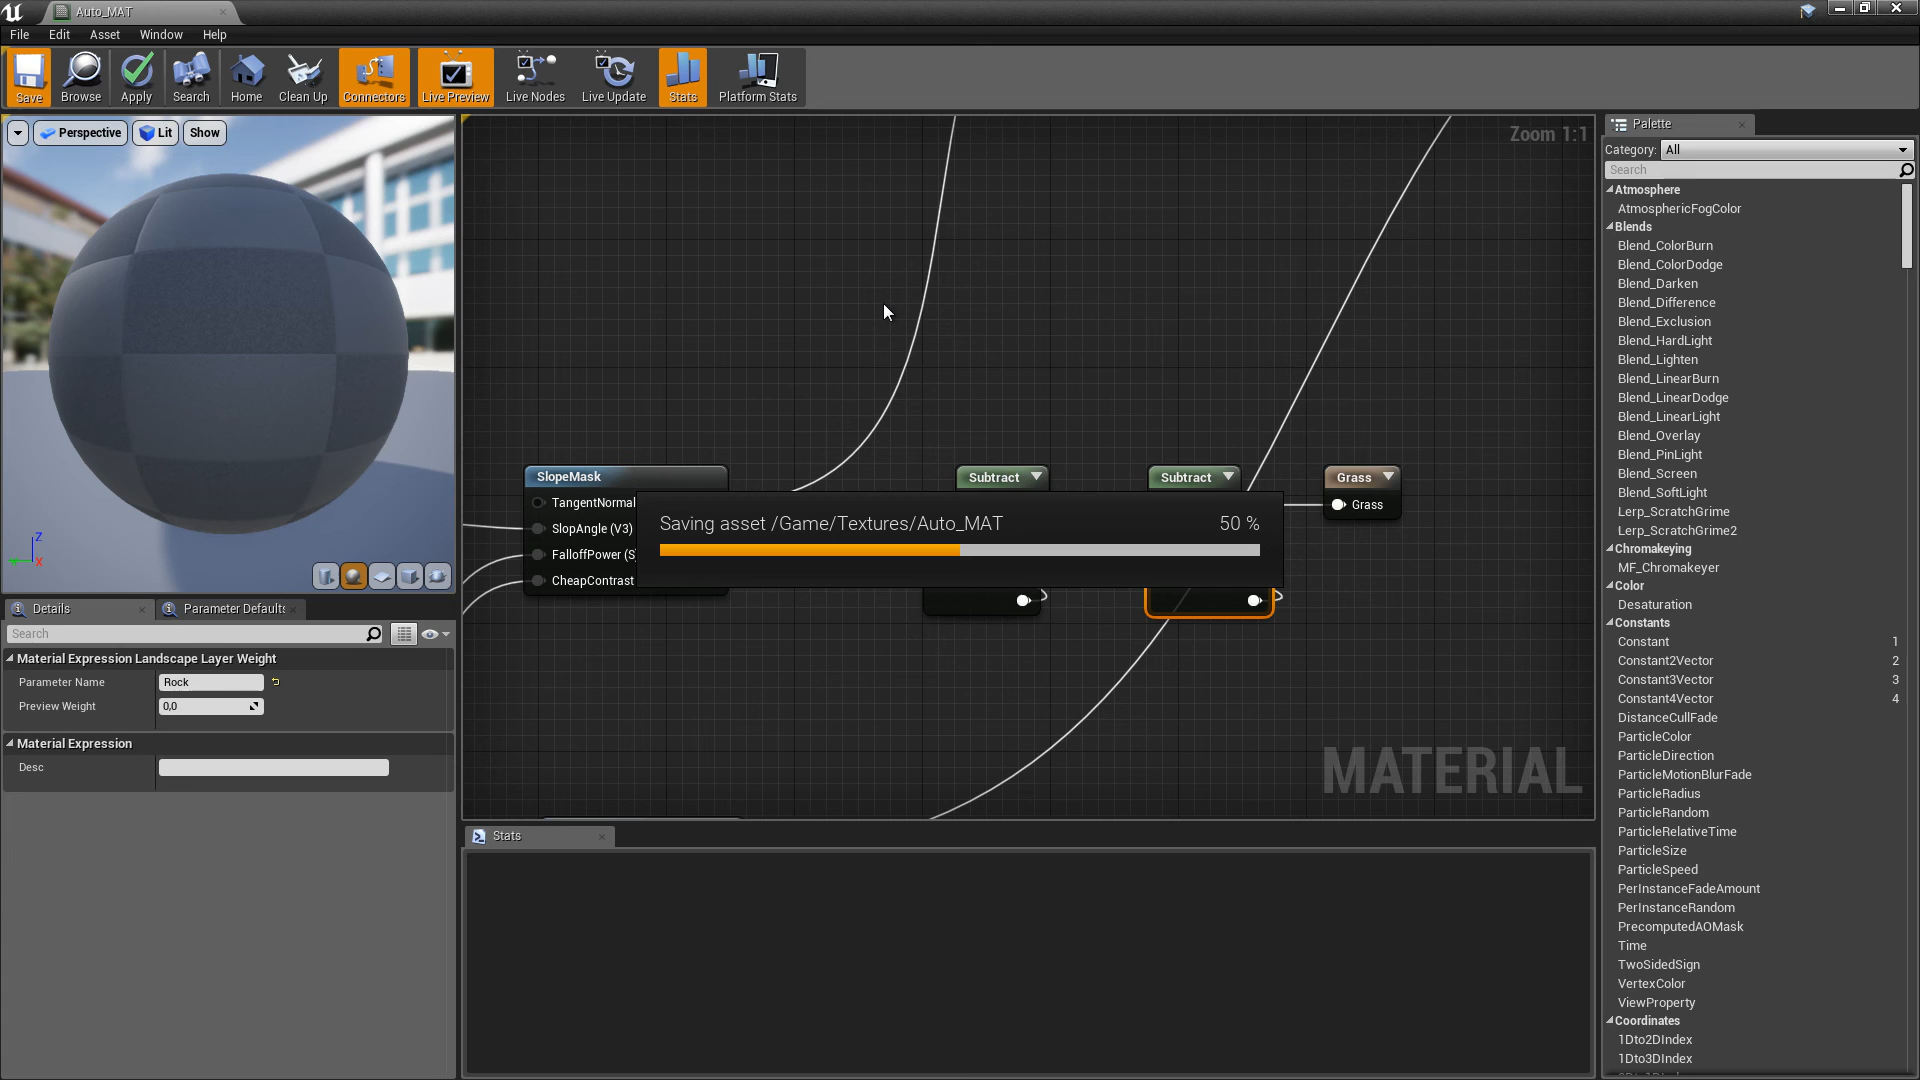 Auto_MAT
File Edit Asset Window Help
Save Browse Apply Search Home Clean Up Connectors Live Preview Live Nodes Live Update Stats Platform Stats
Perspective Lit Show
Zoom 1:1
Z
X
SlopeMask
TangentNormal
SlopAngle (V3)
FalloffPower (S
CheapContrast
Subtract
Subtract
Grass
Grass
Saving asset /Game/Textures/Auto_MAT 50 %
MATERIAL
Details Parameter Defaults
Search
Material Expression Landscape Layer Weight
Parameter Name Rock
Preview Weight 0,0
Material Expression
Desc
Stats
Palette
Category: All
Search
Atmosphere
AtmosphericFogColor
Blends
Blend_ColorBurn
Blend_ColorDodge
Blend_Darken
Blend_Difference
Blend_Exclusion
Blend_HardLight
Blend_Lighten
Blend_LinearBurn
Blend_LinearDodge
Blend_LinearLight
Blend_Overlay
Blend_PinLight
Blend_Screen
Blend_SoftLight
Lerp_ScratchGrime
Lerp_ScratchGrime2
Chromakeying
MF_Chromakeyer
Color
Desaturation
Constants
Constant 1
Constant2Vector 2
Constant3Vector 3
Constant4Vector 4
DistanceCullFade
ParticleColor
ParticleDirection
ParticleMotionBlurFade
ParticleRadius
ParticleRandom
ParticleRelativeTime
ParticleSize
ParticleSpeed
PerInstanceFadeAmount
PerInstanceRandom
PrecomputedAOMask
Time
TwoSidedSign
VertexColor
ViewProperty
Coordinates
1Dto2DIndex
1Dto3DIndex